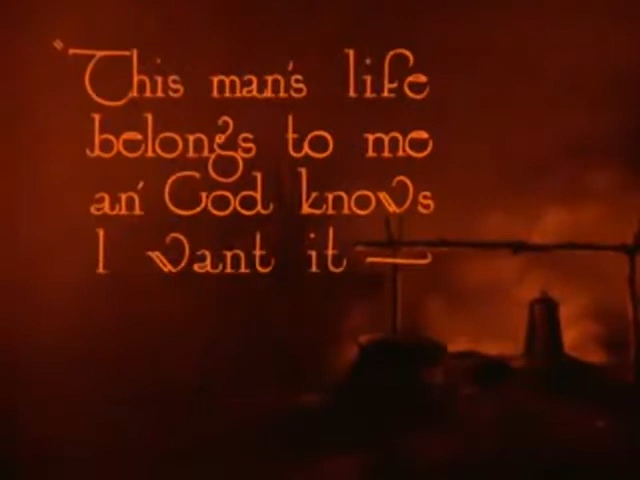 "This man's life
belongs to me
an' God knows
I want it —